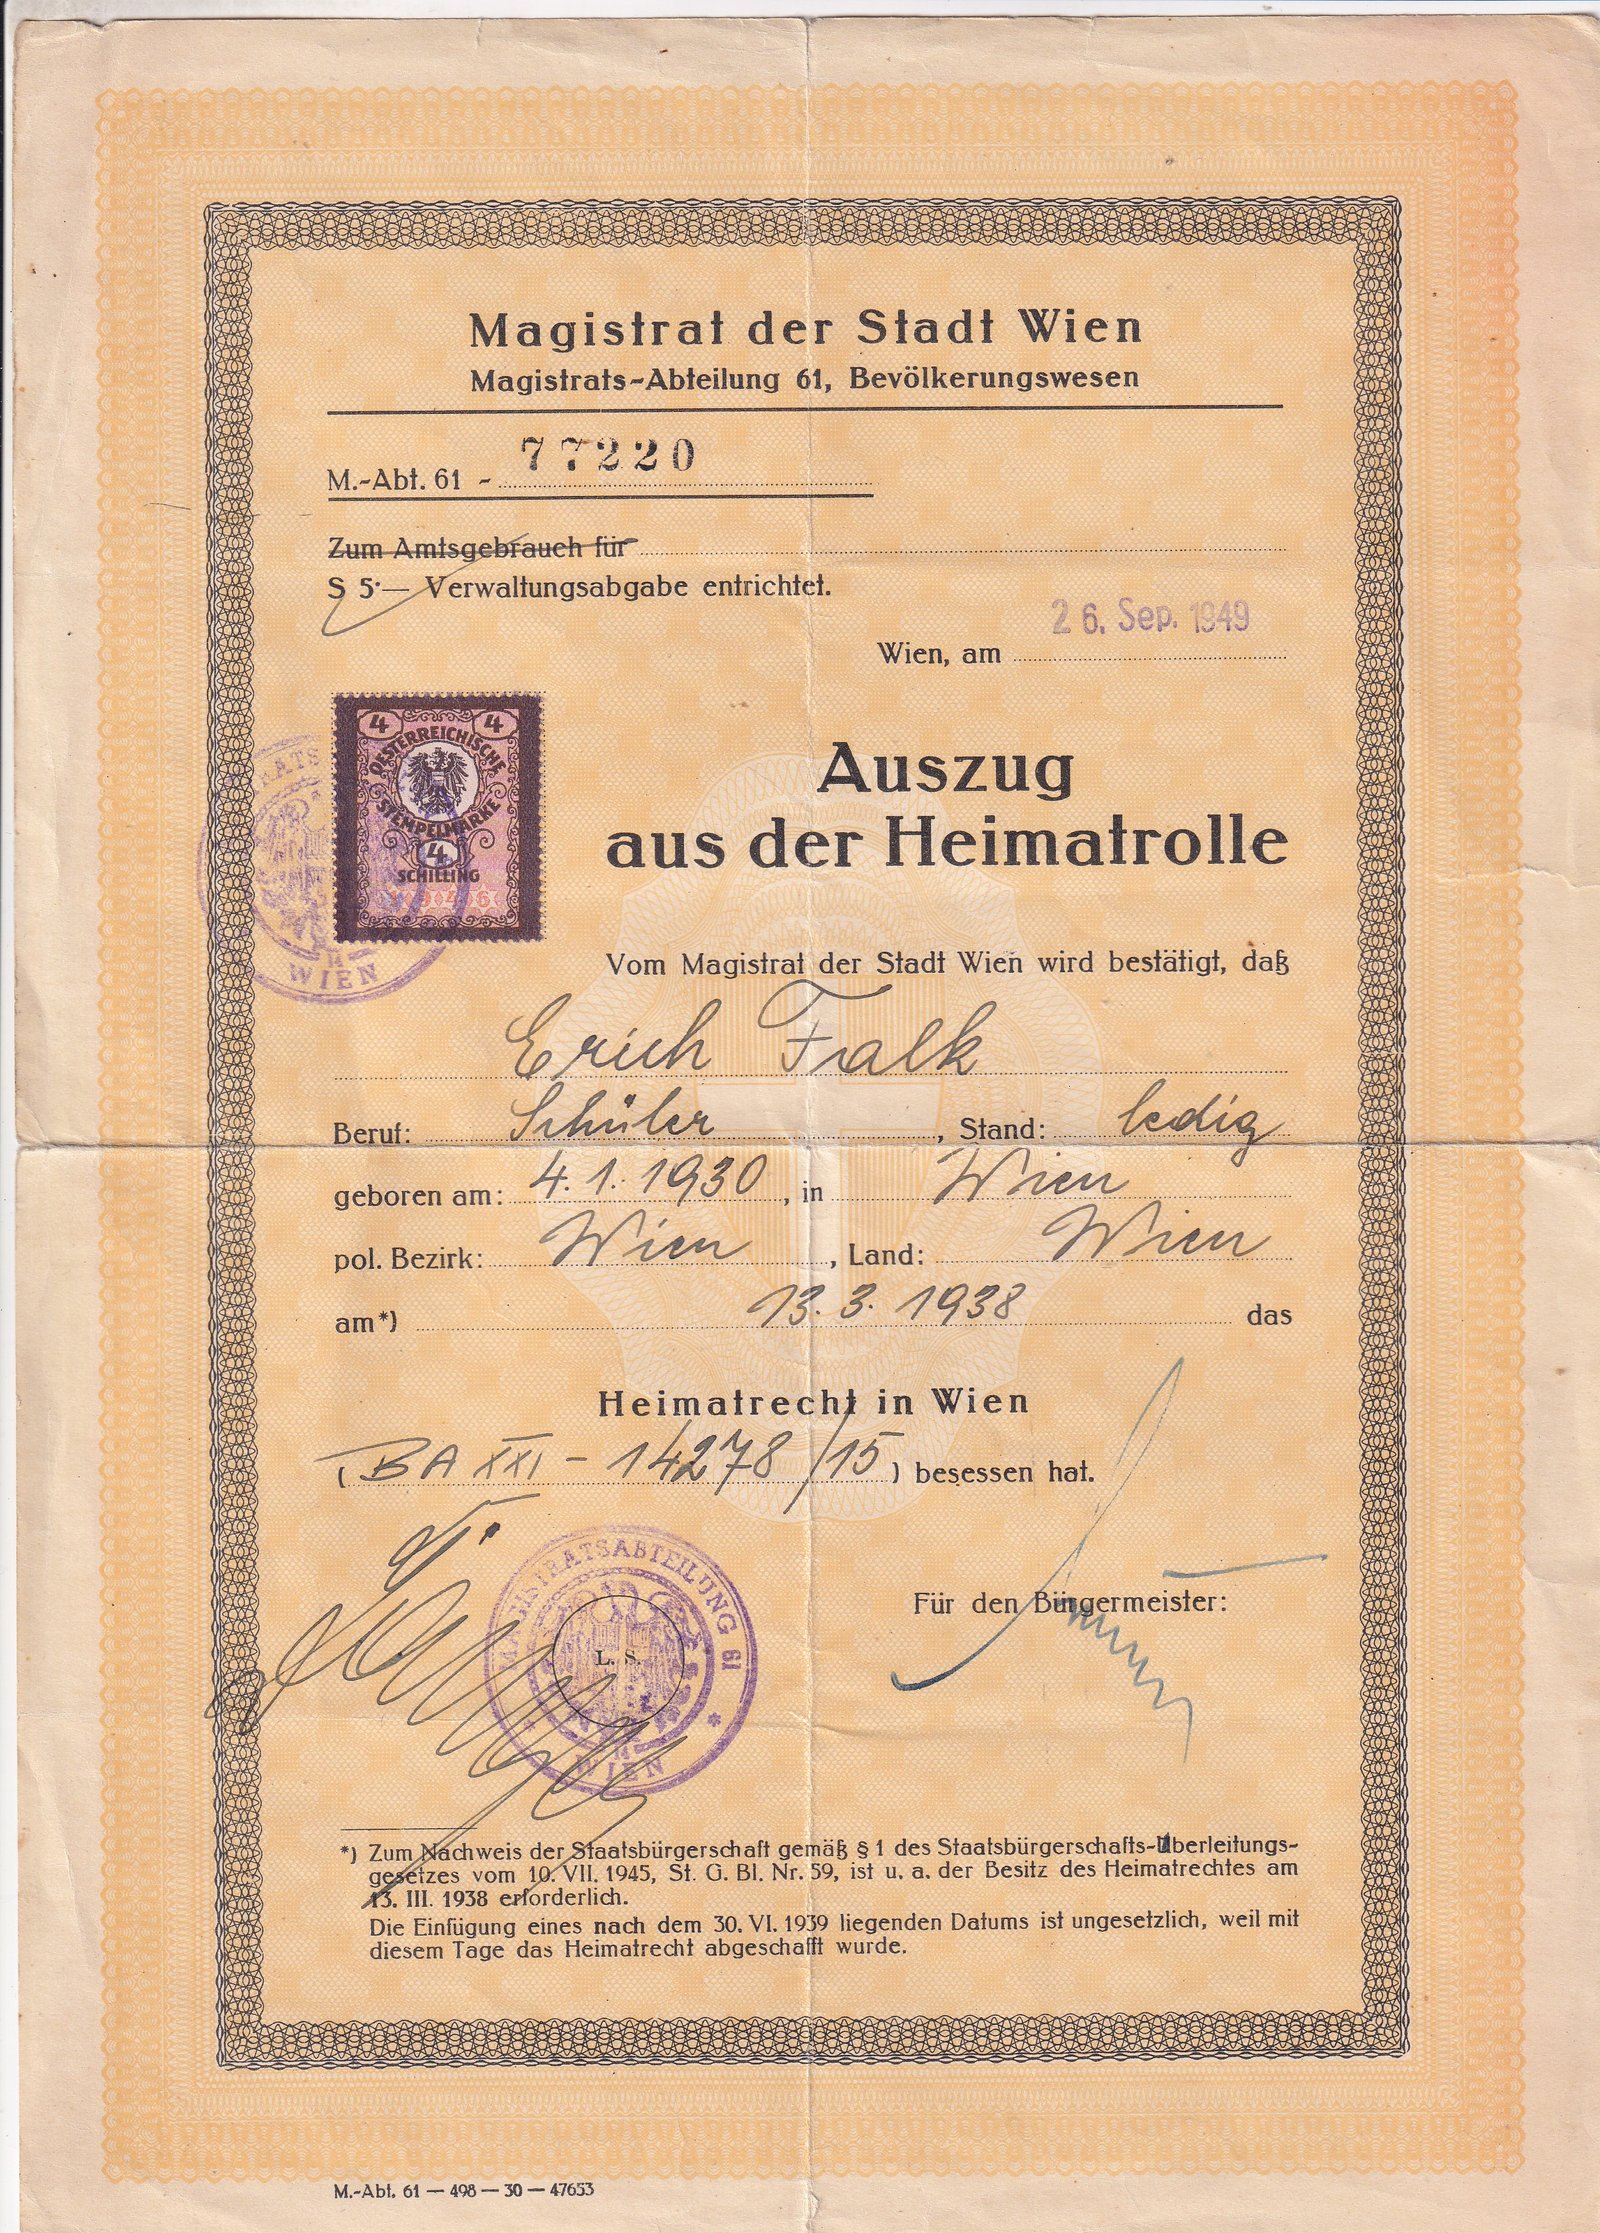 Magistrat der Stadt Wien
Magistrats-Abteilung 61, Bevölkerungswesen
M.-Abt. 61 - 77220
Zum Amtsgebrauch für
S 5·— Verwaltungsabgabe entrichtet.
26. Sep. 1949
Wien, am
4 4
OESTERREICHISCHE
STEMPELMARKE
4
SCHILLING
WIEN
Auszug
aus der Heimatrolle
Vom Magistrat der Stadt Wien wird bestätigt, daß
Erich Falk
Beruf: Schüler, Stand: ledig
geboren am: 4. 1. 1930, in Wien
pol. Bezirk: Wien, Land: Wien
am*) 13. 3. 1938 das
Heimatrecht in Wien
(BA XXI - 14278/15) besessen hat.
MAGISTRATSABTEILUNG 61
L. S.
14
* WIEN *
Für den Bürgermeister:
*) Zum Nachweis der Staatsbürgerschaft gemäß § 1 des Staatsbürgerschafts-Überleitungs-
gesetzes vom 10. VII. 1945, St. G. Bl. Nr. 59, ist u. a. der Besitz des Heimatrechtes am
13. III. 1938 erforderlich.
Die Einfügung eines nach dem 30. VI. 1939 liegenden Datums ist ungesetzlich, weil mit
diesem Tage das Heimatrecht abgeschafft wurde.
M.-Abt. 61 — 498 — 30 — 47653